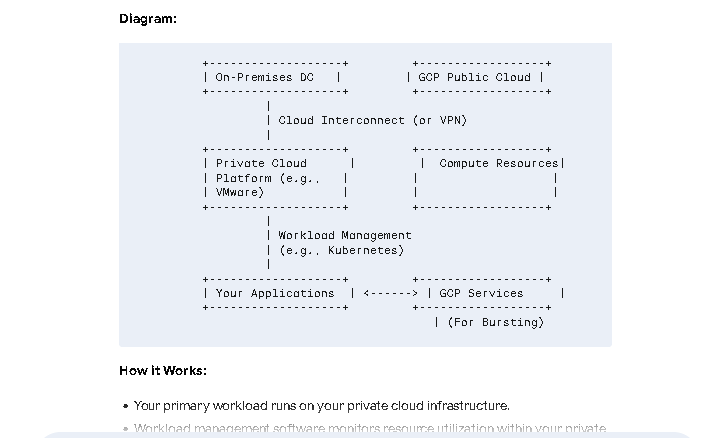 Diagram:
+-------------------+         +------------------+
| On-Premises DC   |         | GCP Public Cloud |
+-------------------+         +------------------+
|
| Cloud Interconnect (or VPN)
|
+-------------------+         +------------------+
| Private Cloud      |         |  Compute Resources|
| Platform (e.g.,   |         |                   |
| VMware)           |         |                   |
+-------------------+         +------------------+
|
| Workload Management
| (e.g., Kubernetes)
|
+-------------------+         +------------------+
| Your Applications  | <------> | GCP Services     |
+-------------------+         +------------------+
| (For Bursting)
How it Works:
• Your primary workload runs on your private cloud infrastructure.
• Workload management software monitors resource utilization within your private